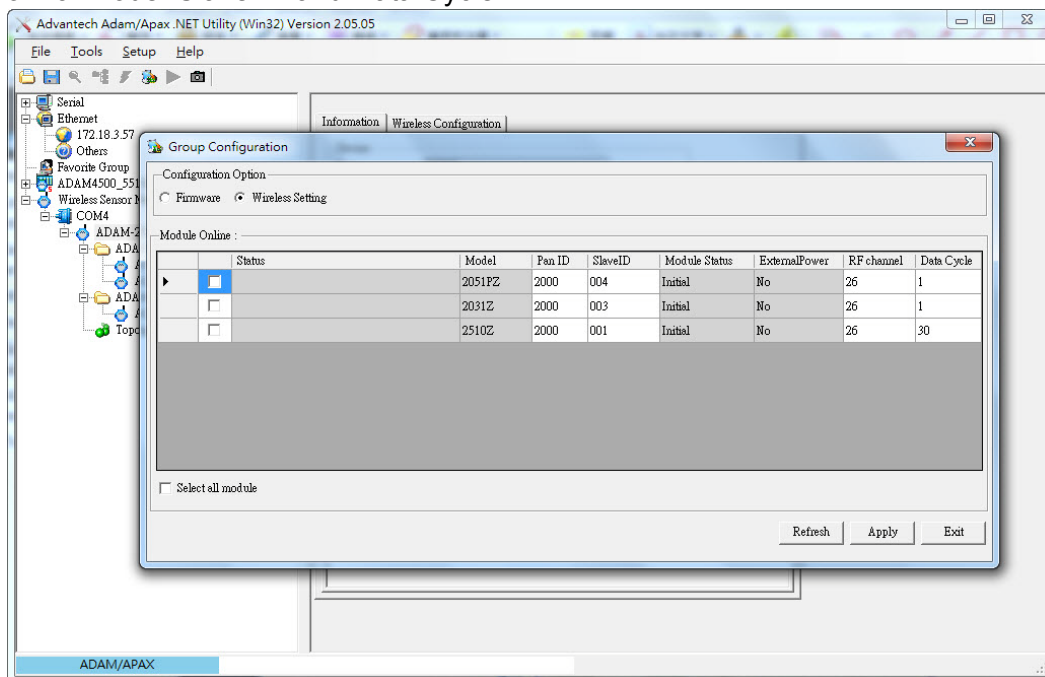 Advantech Adam/Apax .NET Utility (Win32) Version 2.05.05
File Tools Setup Help
Serial
Ethernet
172.18.3.57
Others
Favorite Group
ADAM4500_551
Wireless Sensor
COM4
ADAM-2
ADA
ADA
Topo
Information Wireless Configuration
Group Configuration
Configuration Option
Firmware Wireless Setting
Module Online :
Status Model Pan ID SlaveID Module Status ExternalPower RF channel Data Cycle
2051PZ 2000 004 Initial No 26 1
2031Z 2000 003 Initial No 26 1
2510Z 2000 001 Initial No 26 30
Select all module
Refresh Apply Exit
ADAM/APAX